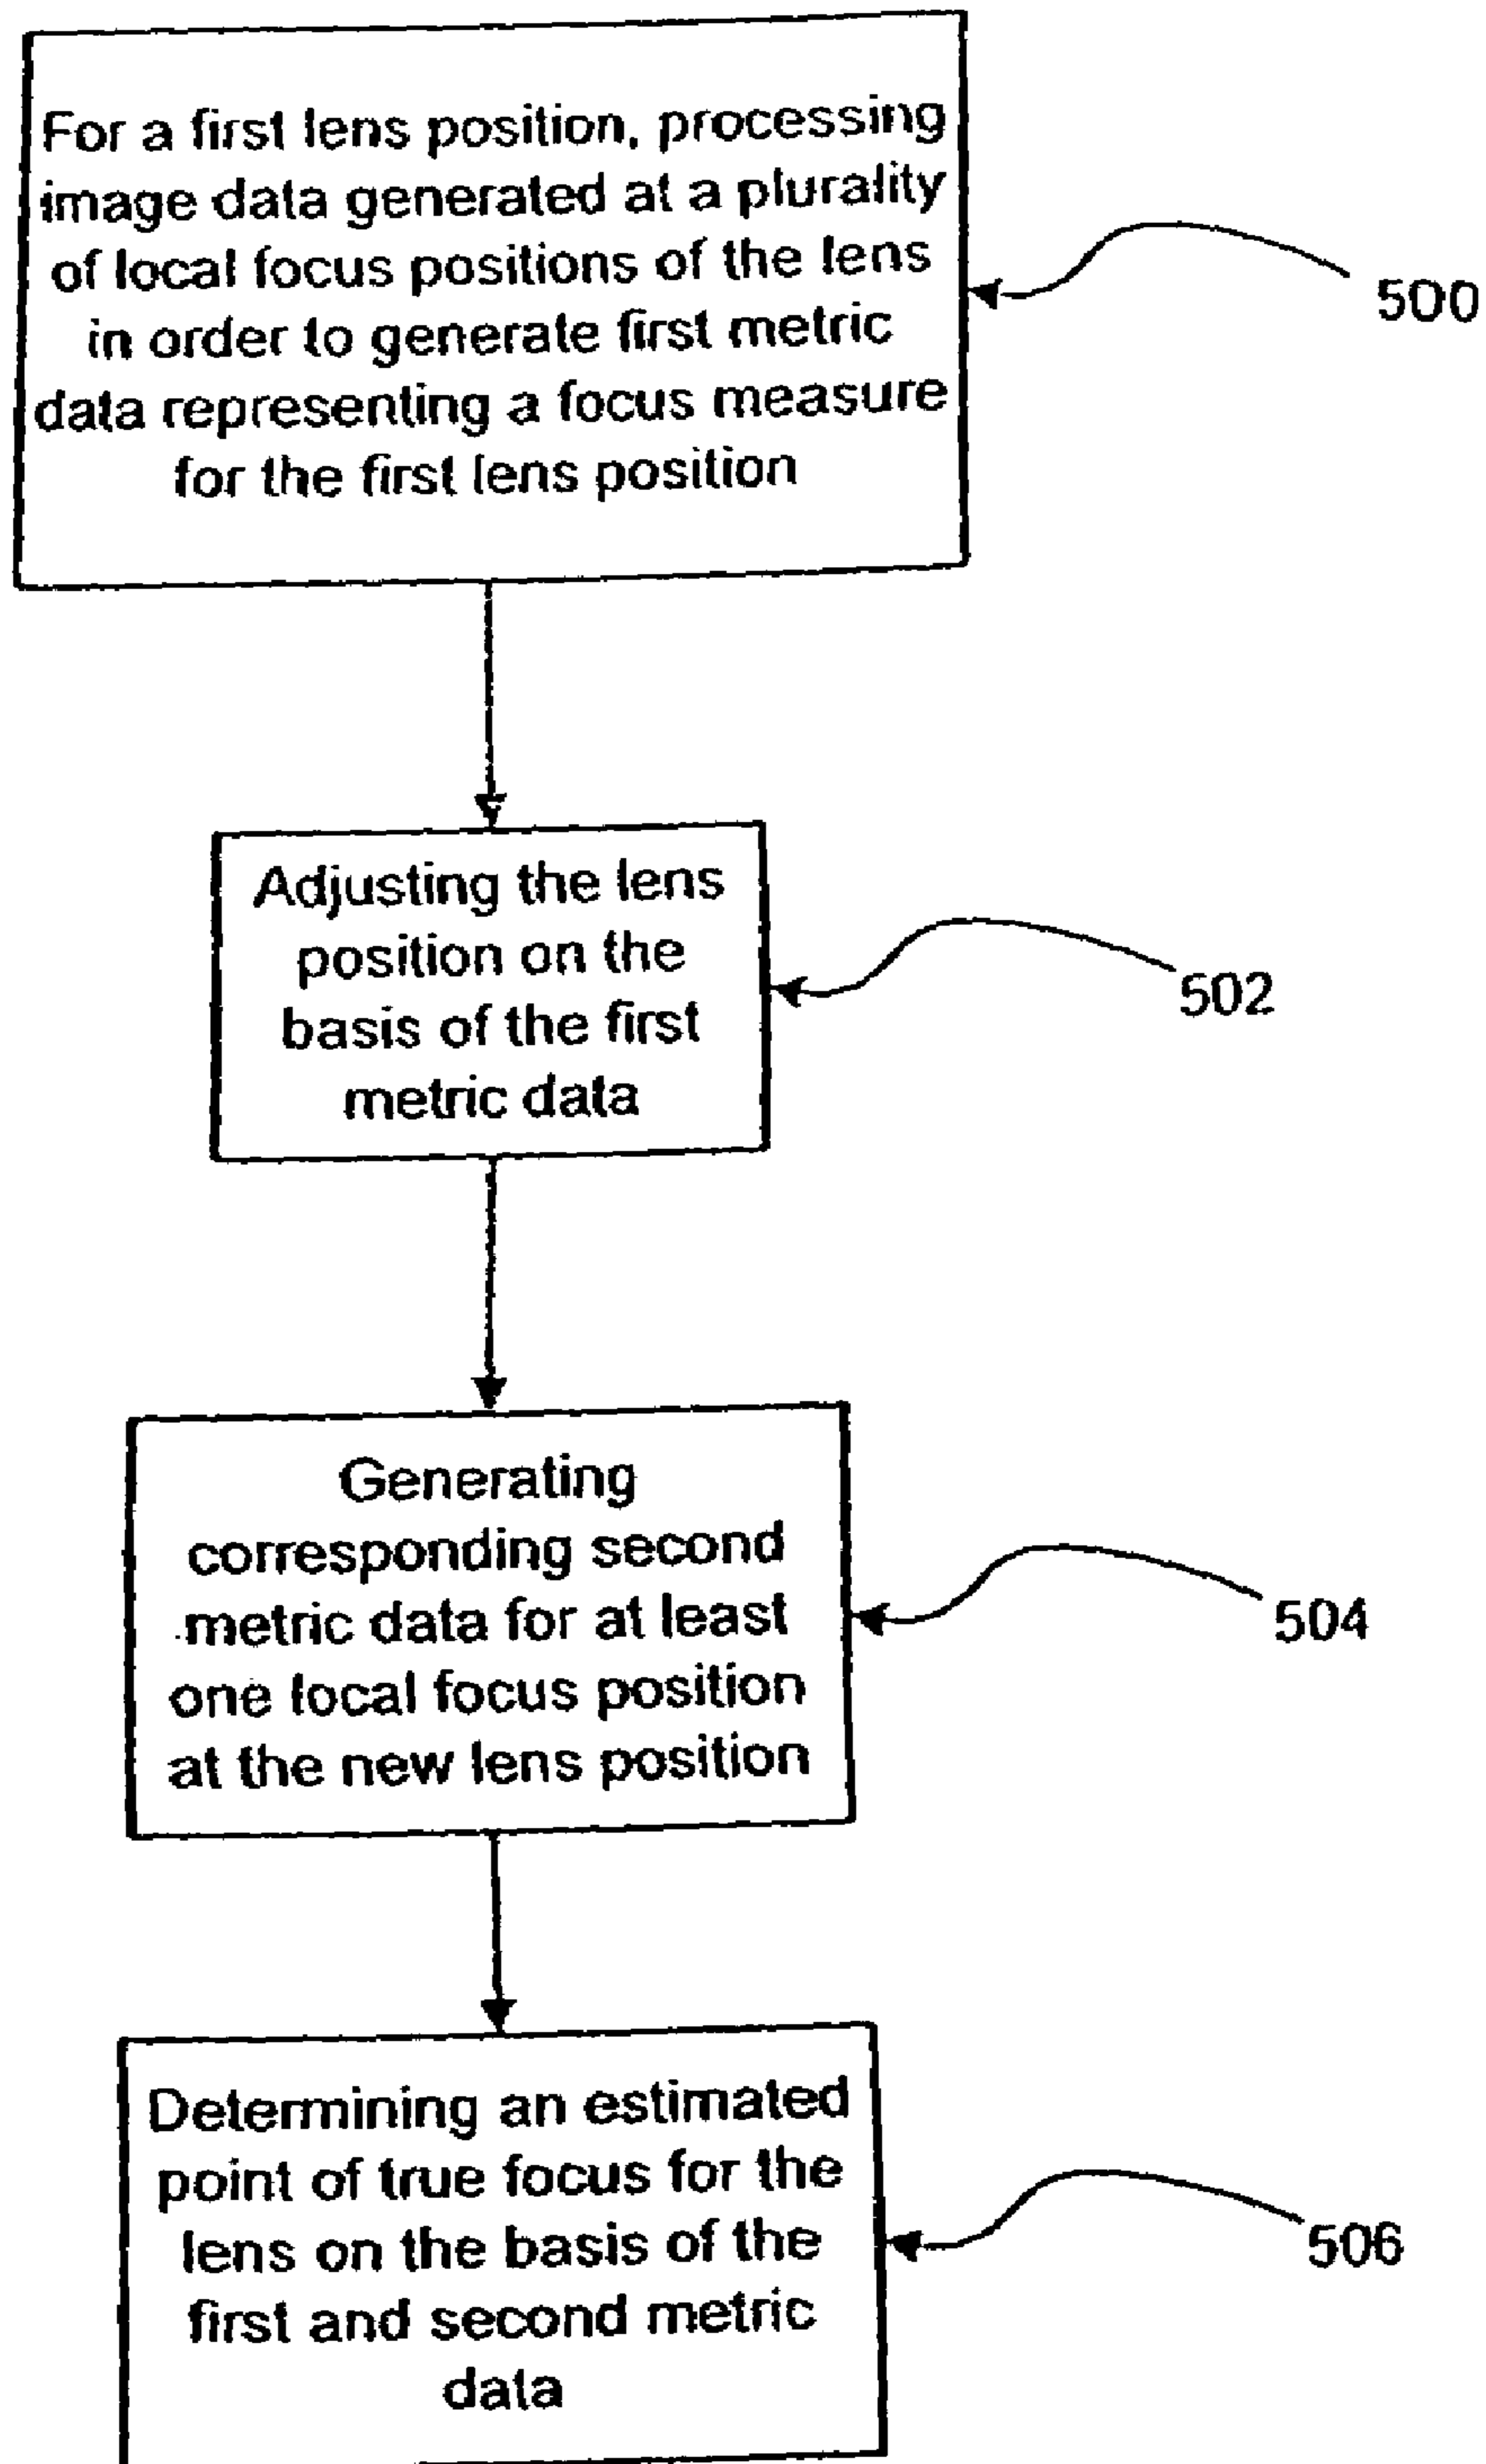 For a first lens position, processing
image data generated at a plurality
of local focus positions of the lens
in order to generate first metric
data representing a focus measure
for the first lens position
500
Adjusting the lens
position on the
basis of the first
metric data
502
Generating
corresponding second
metric data for at least
one local focus position
at the new lens position
504
Determining an estimated
point of true focus for the
lens on the basis of the
first and second metric
data
506